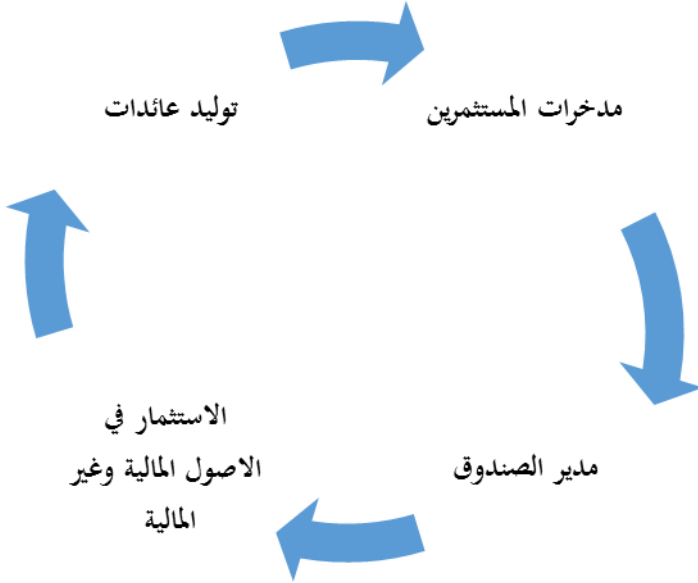 مدخرات المستثمرين
توليد عائدات
مدير الصندوق
الاستثمار في
الاصول المالية وغير
المالية